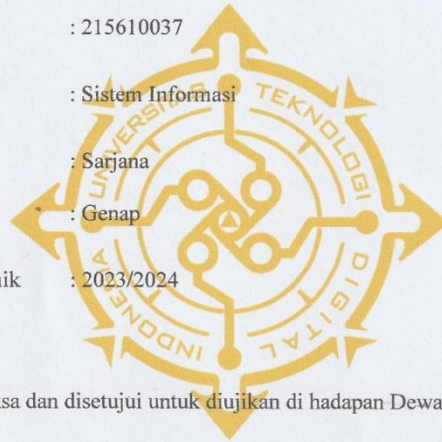 : 215610037
: Sistem Informasi
: Sarjana
: Genap
nik : 2023/2024
sa dan disetujui untuk diujikan di hadapan Dewa
UNIVERSITAS TEKNOLOGI DIGITAL INDONESIA